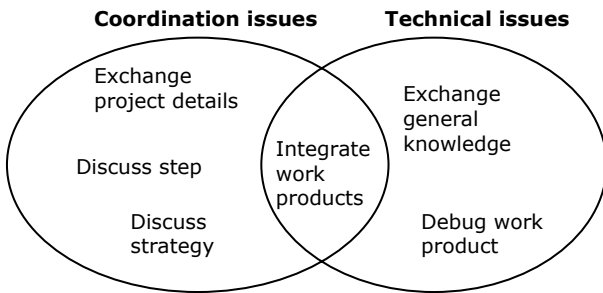 Coordination issues
Technical issues
Exchange
project details
Discuss step
Discuss
strategy
Integrate
work
products
Exchange
general
knowledge
Debug work
product